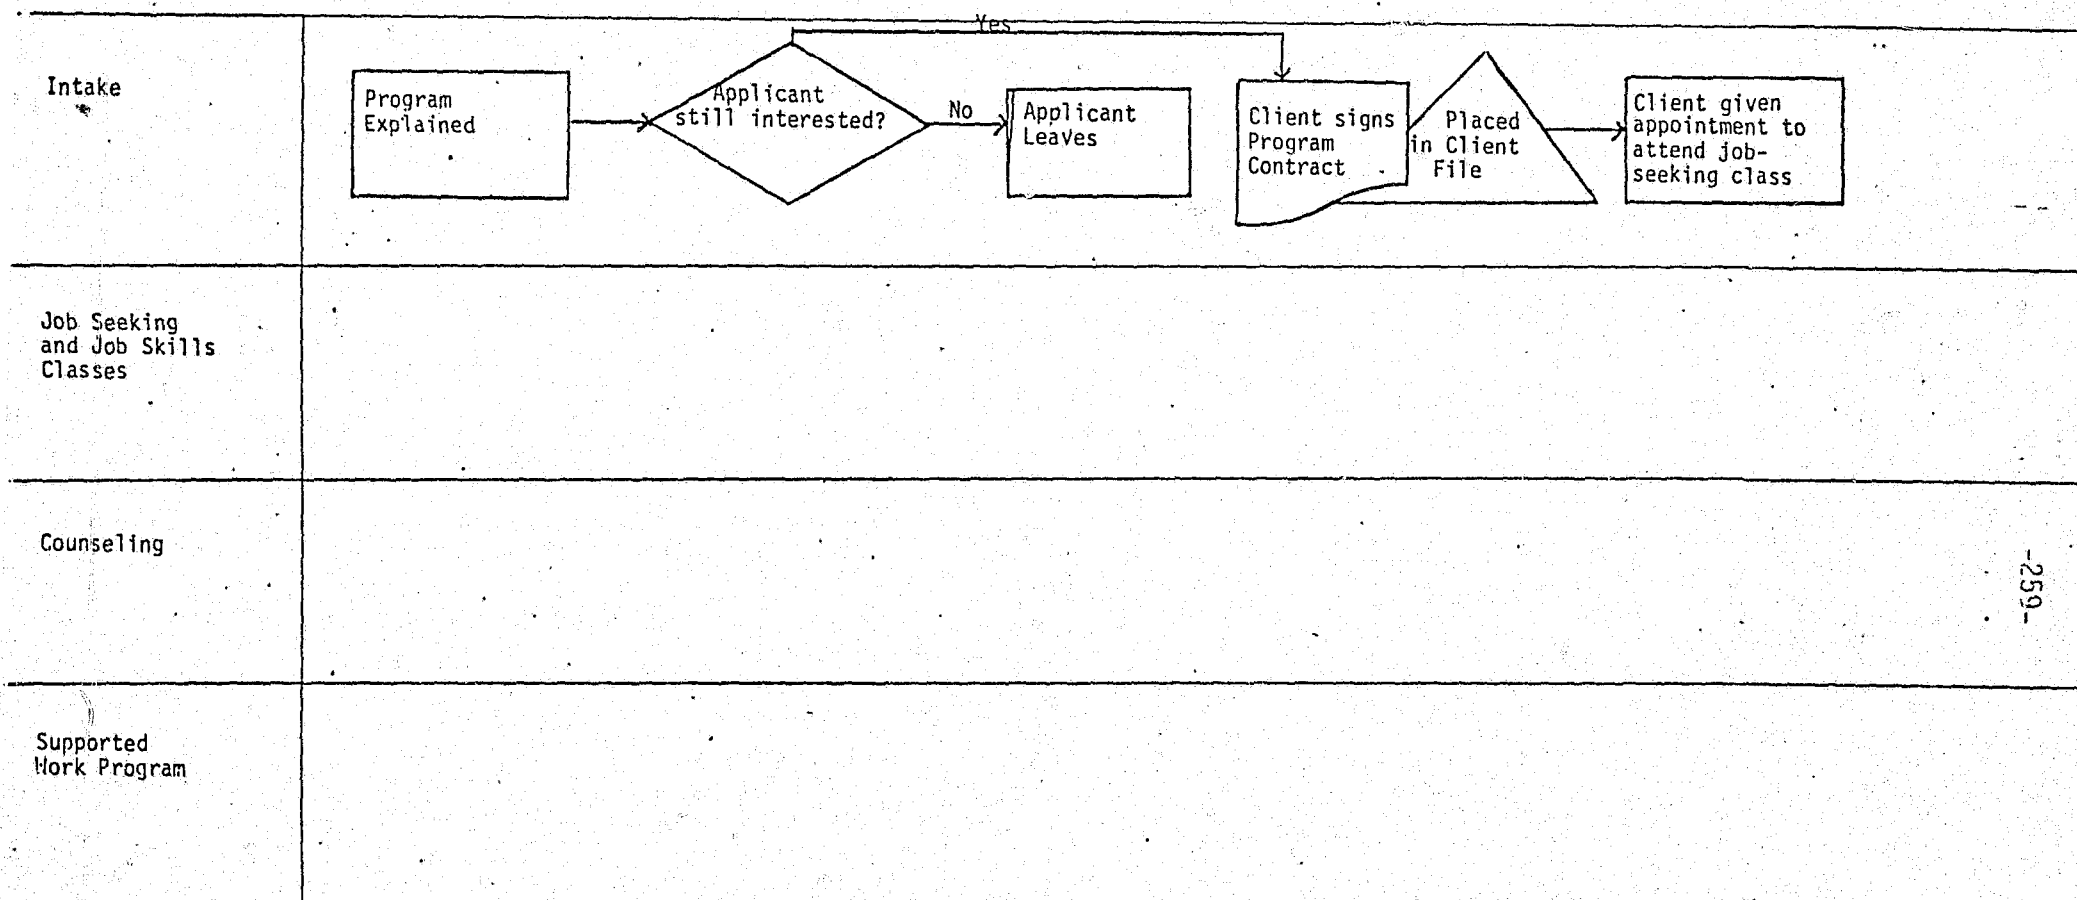 Yes
Intake
Program
Explained
Applicant
still interested?
No
Applicant
Leaves
Client signs
Program
Contract
Placed
in Client
File
Client given
appointment to
attend job-
seeking class
Job Seeking
and Job Skills
Classes
Counseling
-259-
Supported
Work Program